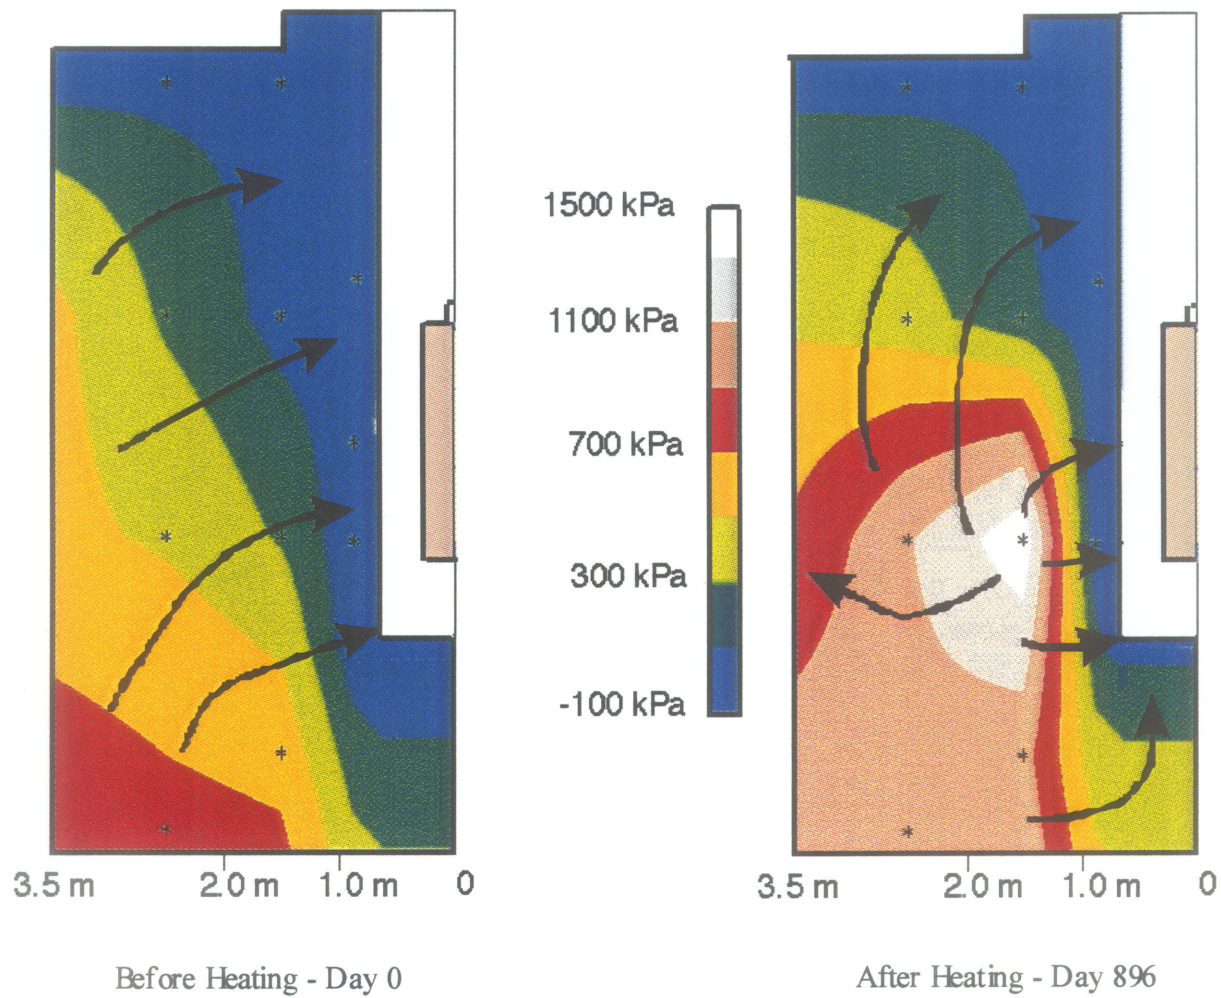 1500 kPa
1100 kPa
700 kPa
300 kPa
-100 kPa
3.5 m 2.0 m 1.0 m 0
3.5 m 2.0 m 1.0 m 0
Before Heating - Day 0
After Heating - Day 896